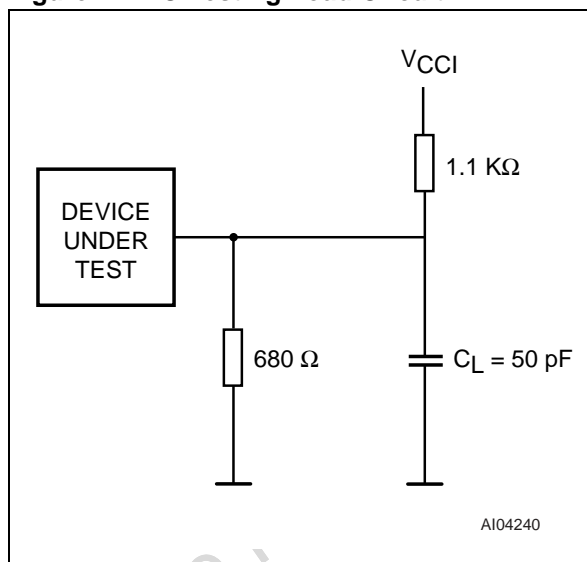 VCCI
1.1 KΩ
DEVICE
UNDER
TEST
680 Ω
CL = 50 pF
AI04240